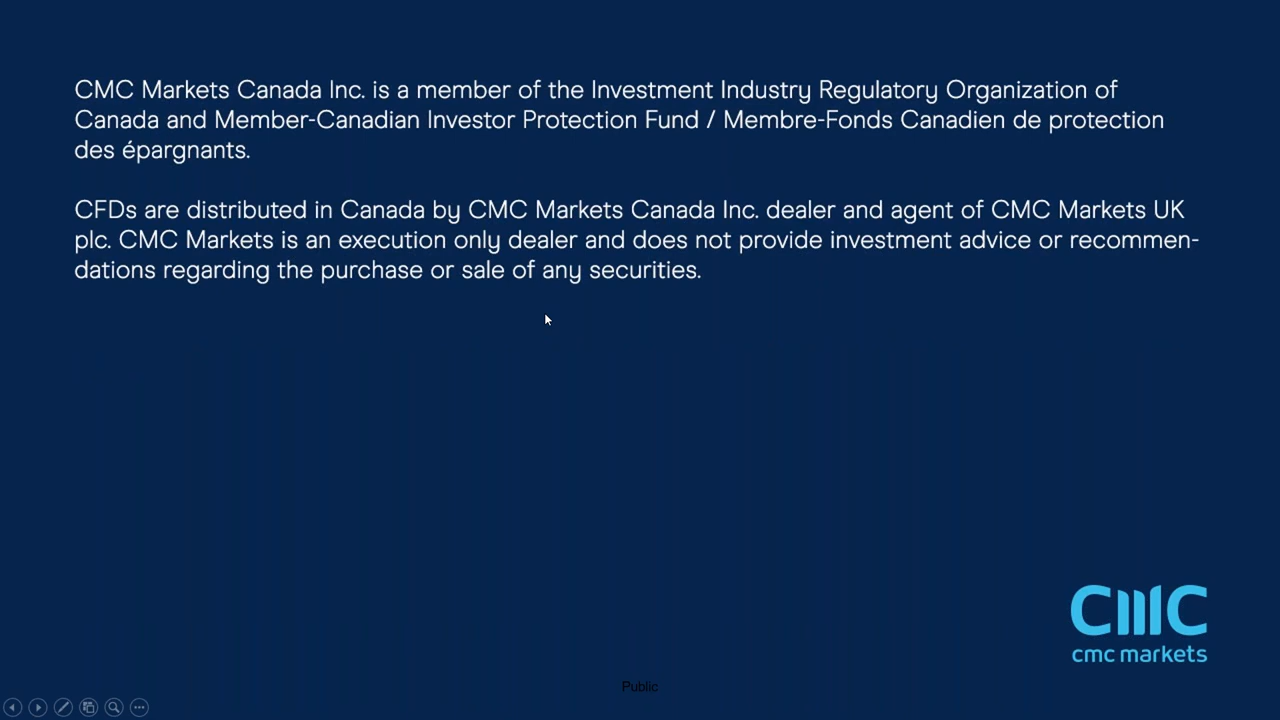 CMC Markets Canada Inc. is a member of the Investment Industry Regulatory Organization of
Canada and Member-Canadian Investor Protection Fund / Membre-Fonds Canadien de protection
des épargnants.
CFDs are distributed in Canada by CMC Markets Canada Inc. dealer and agent of CMC Markets UK
plc. CMC Markets is an execution only dealer and does not provide investment advice or recommen-
dations regarding the purchase or sale of any securities.
CMC
cmc markets
Public